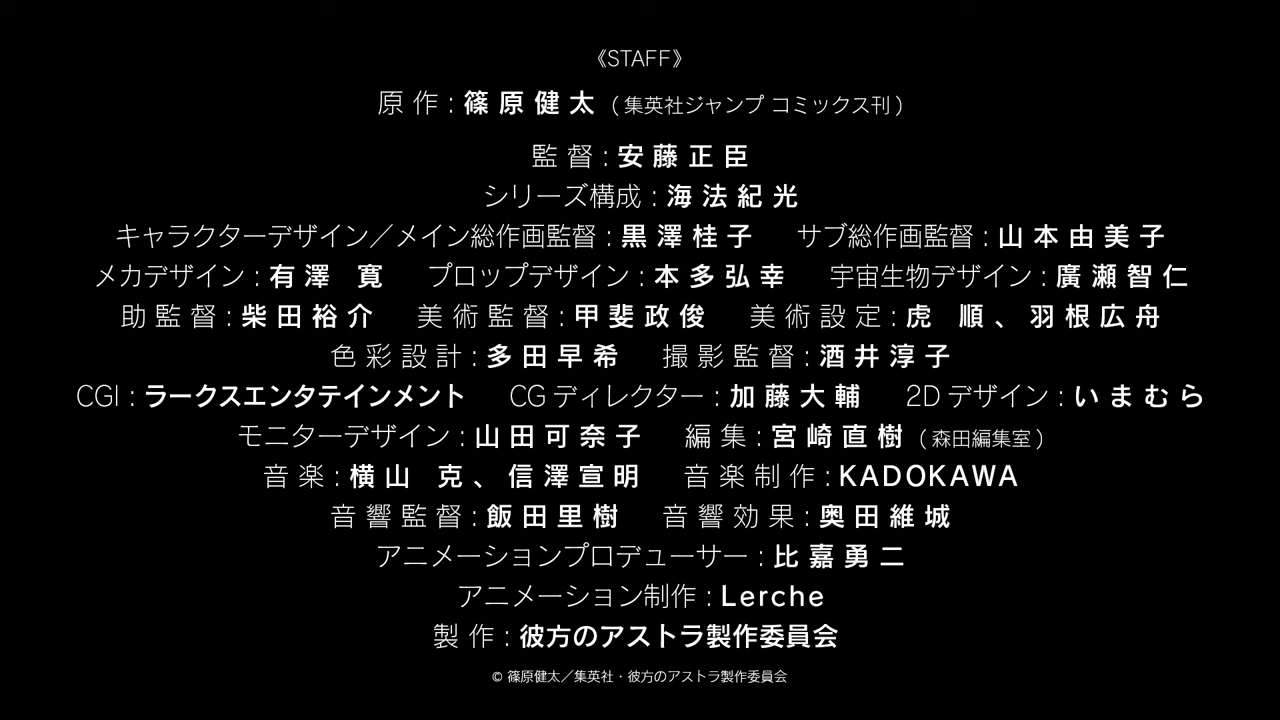 《STAFF》
原作:篠原健太(集英社ジャンプ コミックス刊)
監督:安藤正臣
シリーズ構成:海法紀光
キャラクターデザイン／メイン総作画監督:黒澤桂子 サブ総作画監督:山本由美子
メカデザイン:有澤 寛 プロップデザイン:本多弘幸 宇宙生物デザイン:廣瀬智仁
助監督:柴田裕介 美術監督:甲斐政俊 美術設定:虎 順、羽根広舟
色彩設計:多田早希 撮影監督:酒井淳子
CGI:ラークスエンタテインメント CGディレクター:加藤大輔 2Dデザイン:いまむら
モニターデザイン:山田可奈子 編集:宮崎直樹(森田編集室)
音楽:横山 克、信澤宣明 音楽制作:KADOKAWA
音響監督:飯田里樹 音響効果:奥田維城
アニメーションプロデューサー:比嘉勇二
アニメーション制作:Lerche
製作:彼方のアストラ製作委員会
© 篠原健太／集英社・彼方のアストラ製作委員会